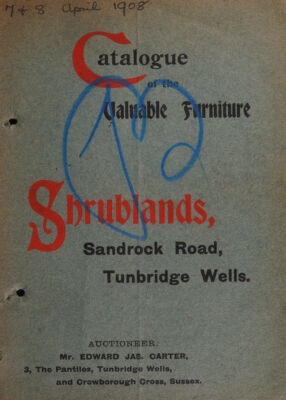 7 & 8 April 1908
Catalogue
of the
Valuable Furniture
Shrublands,
Sandrock Road,
Tunbridge Wells.
AUCTIONEER:
Mr. EDWARD JAS. CARTER,
3, The Pantiles, Tunbridge Wells,
and Crowborough Cross, Sussex.